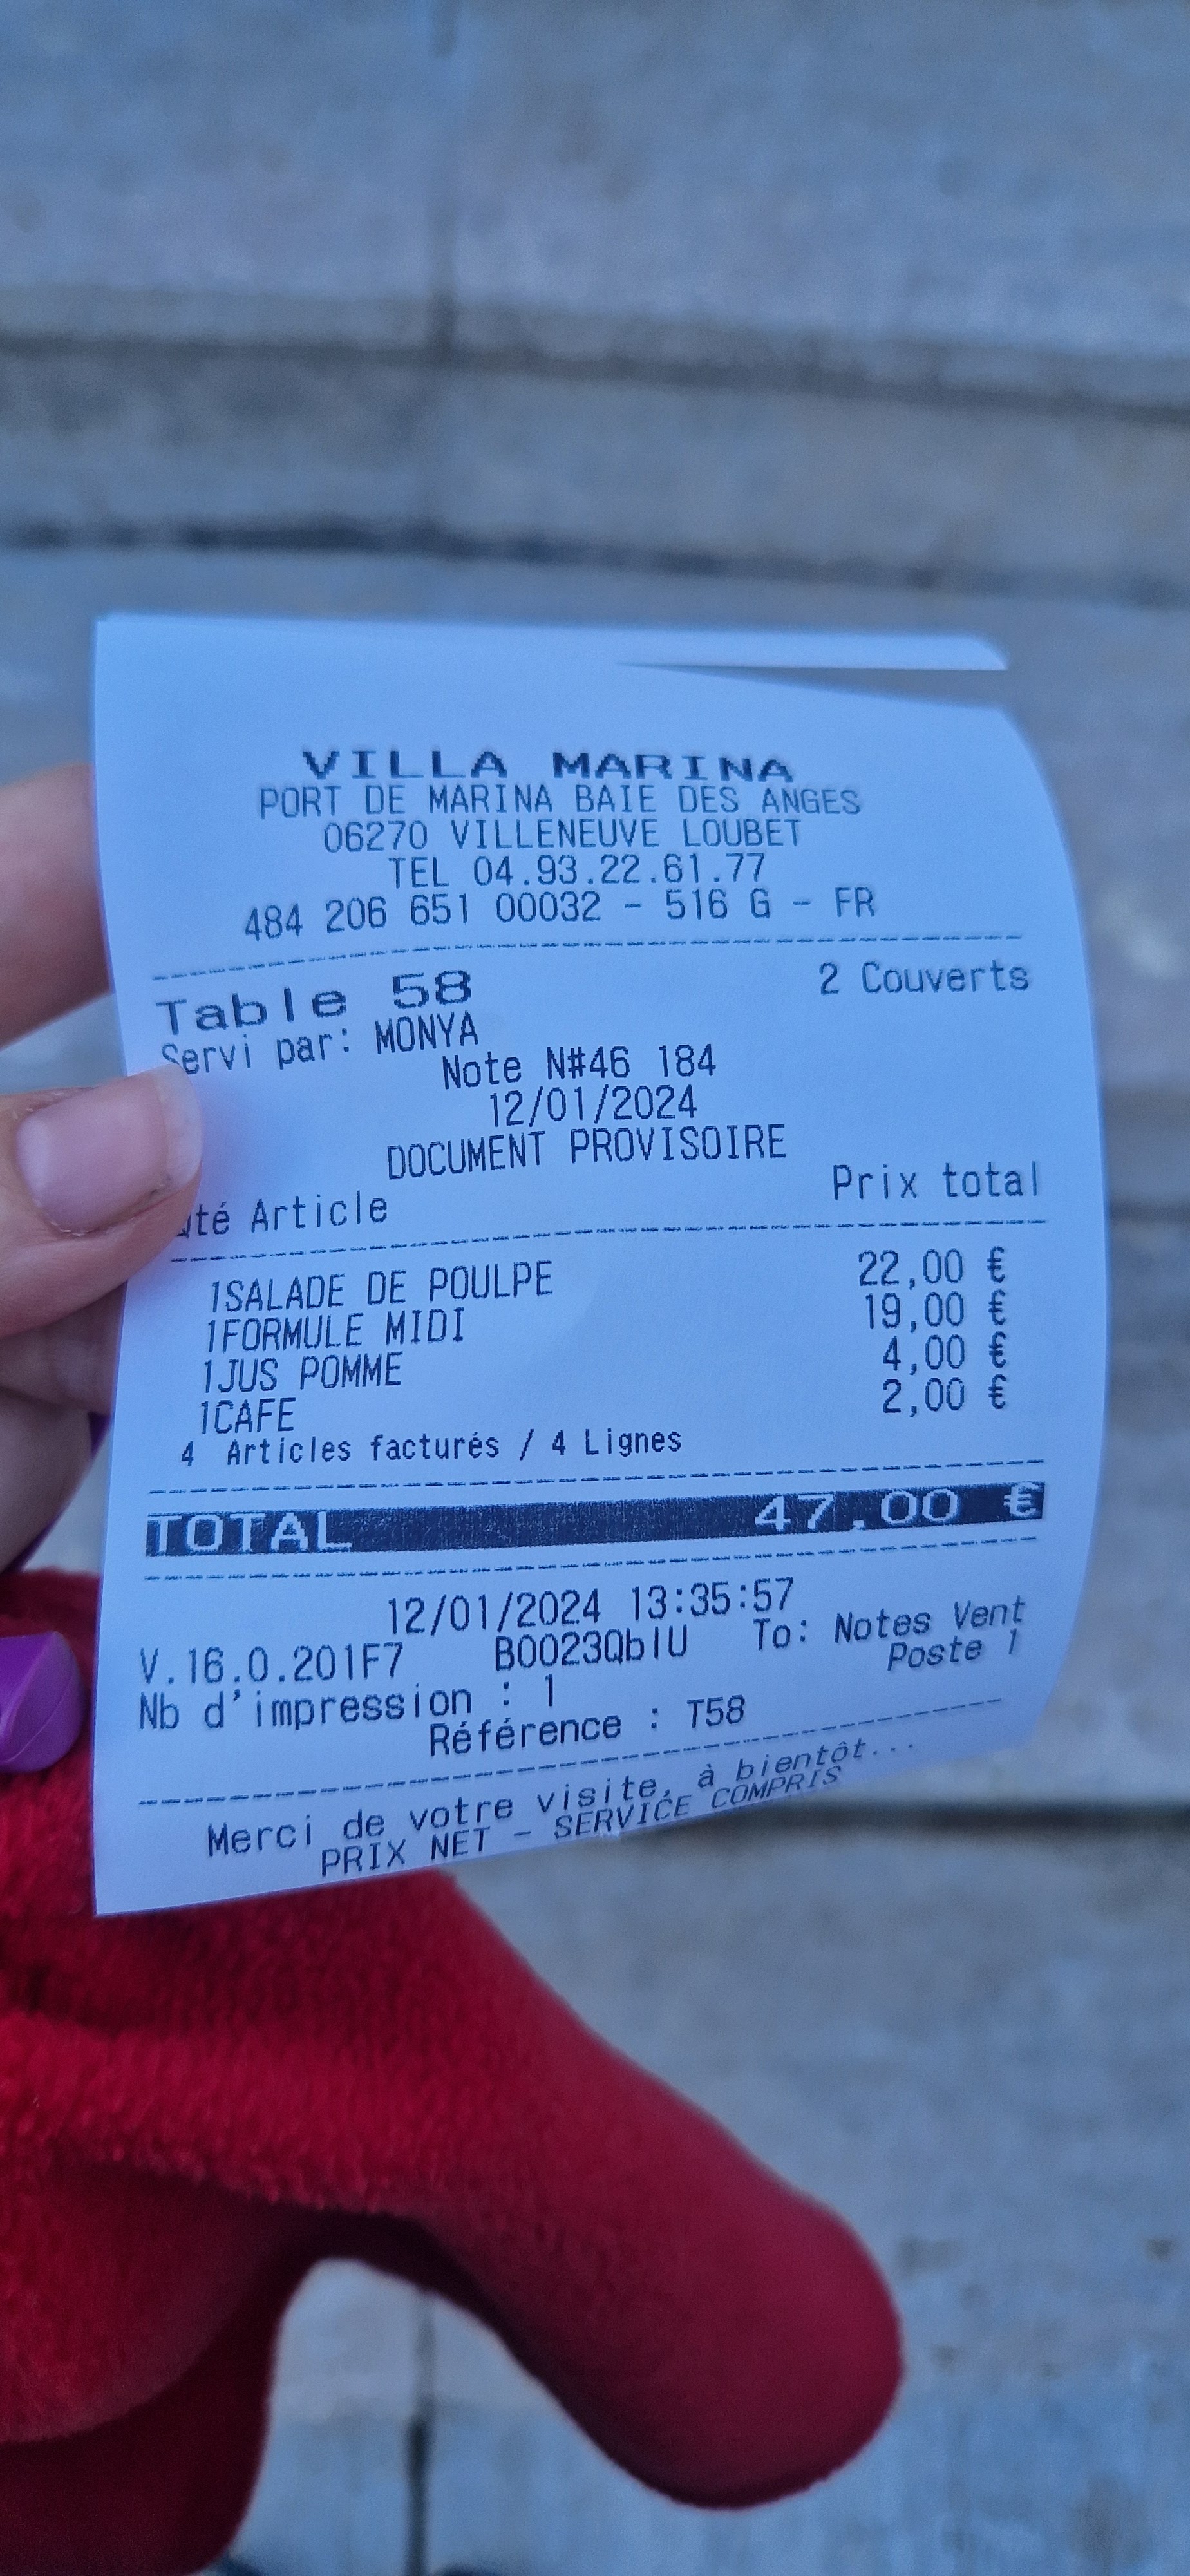 VILLA MARINA
PORT DE MARINA BAIE DES ANGES
06270 VILLENEUVE LOUBET
TEL 04.93.22.61.77
484 206 651 00032 - 516 G - FR
Table 58 2 Couverts
Servi par: MONYA
Note N#46 184
12/01/2024
DOCUMENT PROVISOIRE
Article Prix total
1SALADE DE POULPE 22,00 €
1FORMULE MIDI 19,00 €
1JUS POMME 4,00 €
1CAFE 2,00 €
4 Articles facturés / 4 Lignes
TOTAL 47,00 €
12/01/2024 13:35:57
V.16.0.201F7 B0023QbIU To: Notes Vent
Poste 1
Nb d'impression : 1
Référence : T58
Merci de votre visite, à bientôt...
PRIX NET - SERVICE COMPRIS